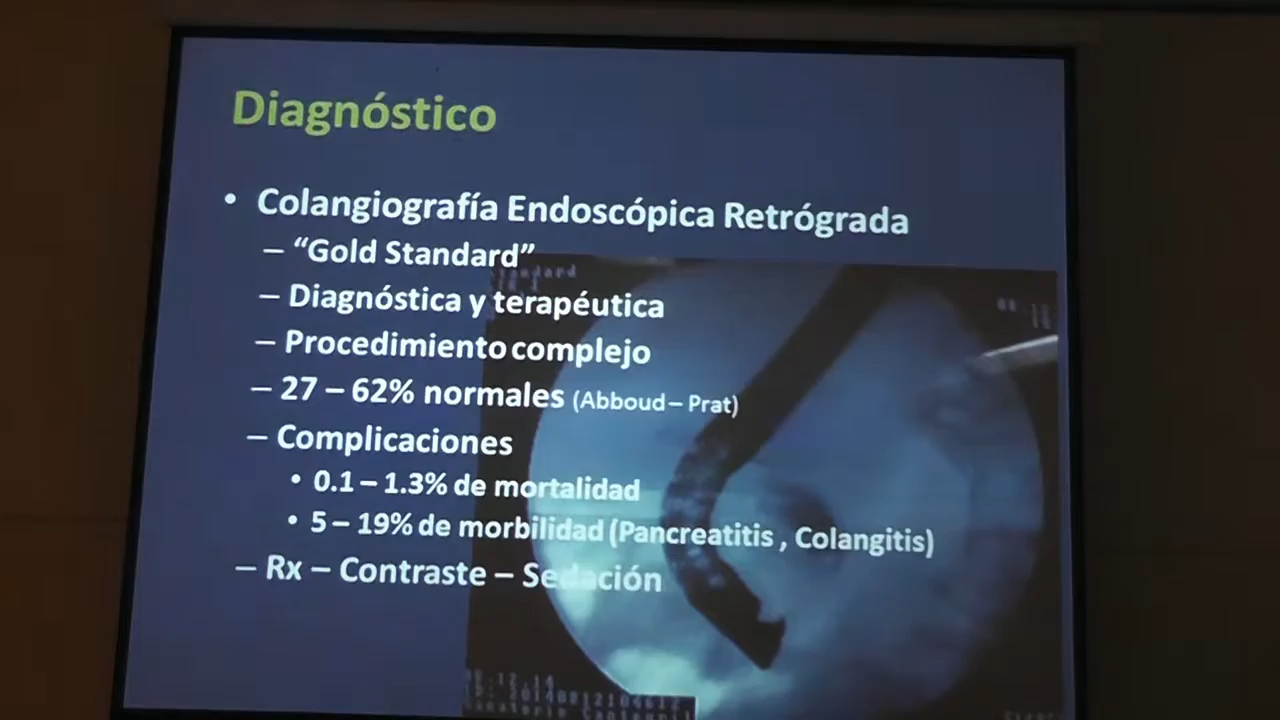 Diagnóstico
• Colangiografía Endoscópica Retrógrada
– “Gold Standard”
– Diagnóstica y terapéutica
– Procedimiento complejo
– 27 – 62% normales (Abboud – Prat)
– Complicaciones
• 0.1 – 1.3% de mortalidad
• 5 – 19% de morbilidad (Pancreatitis , Colangitis)
– Rx – Contraste – Sedación